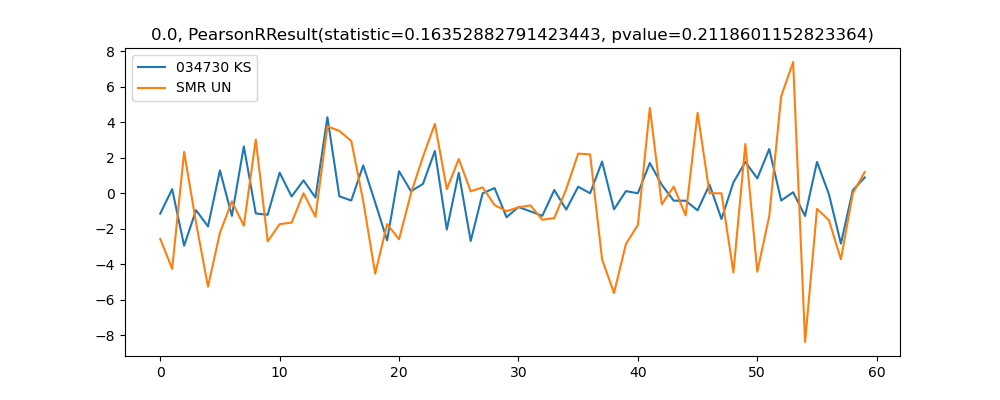 0.0, PearsonRResult(statistic=0.16352882791423443, pvalue=0.2118601152823364)
034730 KS
SMR UN
8
6
4
2
0
−2
−4
−6
−8
0 10 20 30 40 50 60